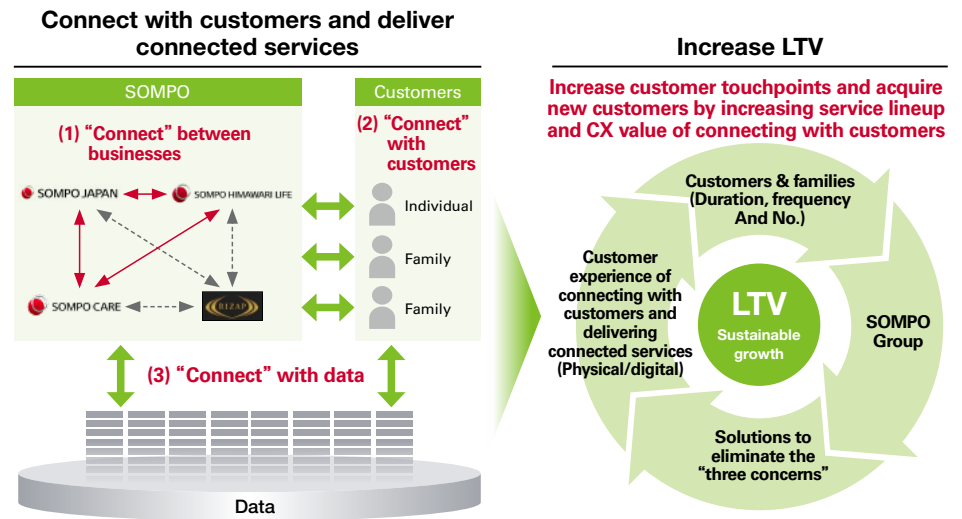 Connect with customers and deliver
connected services
SOMPO
Customers
(1) “Connect” between
businesses
(2) “Connect”
with
customers
SOMPO JAPAN
SOMPO HIMAWARI LIFE
Individual
Family
SOMPO CARE
RIZAP
Family
(3) “Connect” with data
Data
Increase LTV
Increase customer touchpoints and acquire
new customers by increasing service lineup
and CX value of connecting with customers
Customers & families
(Duration, frequency
And No.)
Customer
experience of
connecting with
customers and
delivering
connected services
(Physical/digital)
LTV
Sustainable
growth
SOMPO
Group
Solutions to
eliminate the
“three concerns”